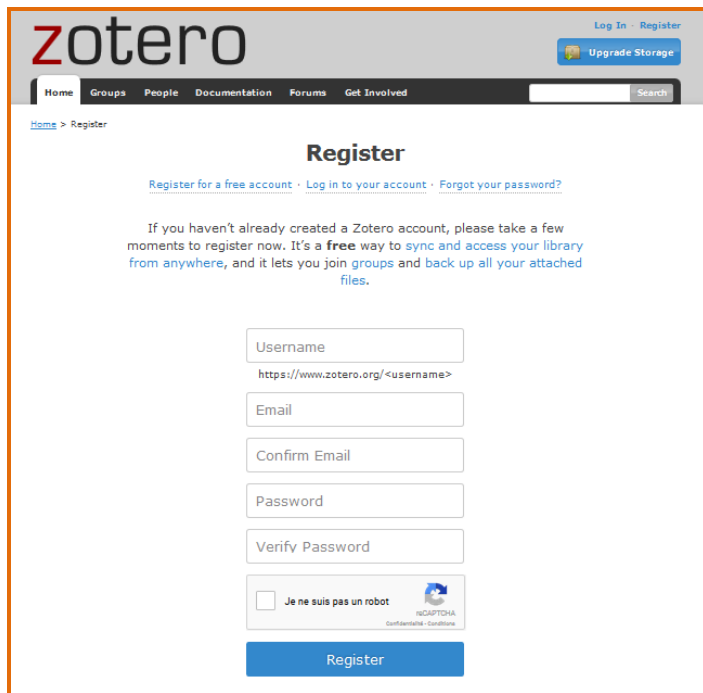 zotero
Log In · Register
Upgrade Storage
Home Groups People Documentation Forums Get Involved
Search
Home > Register
Register
Register for a free account · Log in to your account · Forgot your password?
If you haven’t already created a Zotero account, please take a few
moments to register now. It’s a free way to sync and access your library
from anywhere, and it lets you join groups and back up all your attached
files.
Username
https://www.zotero.org/<username>
Email
Confirm Email
Password
Verify Password
Je ne suis pas un robot
reCAPTCHA
Confidentialité - Conditions
Register